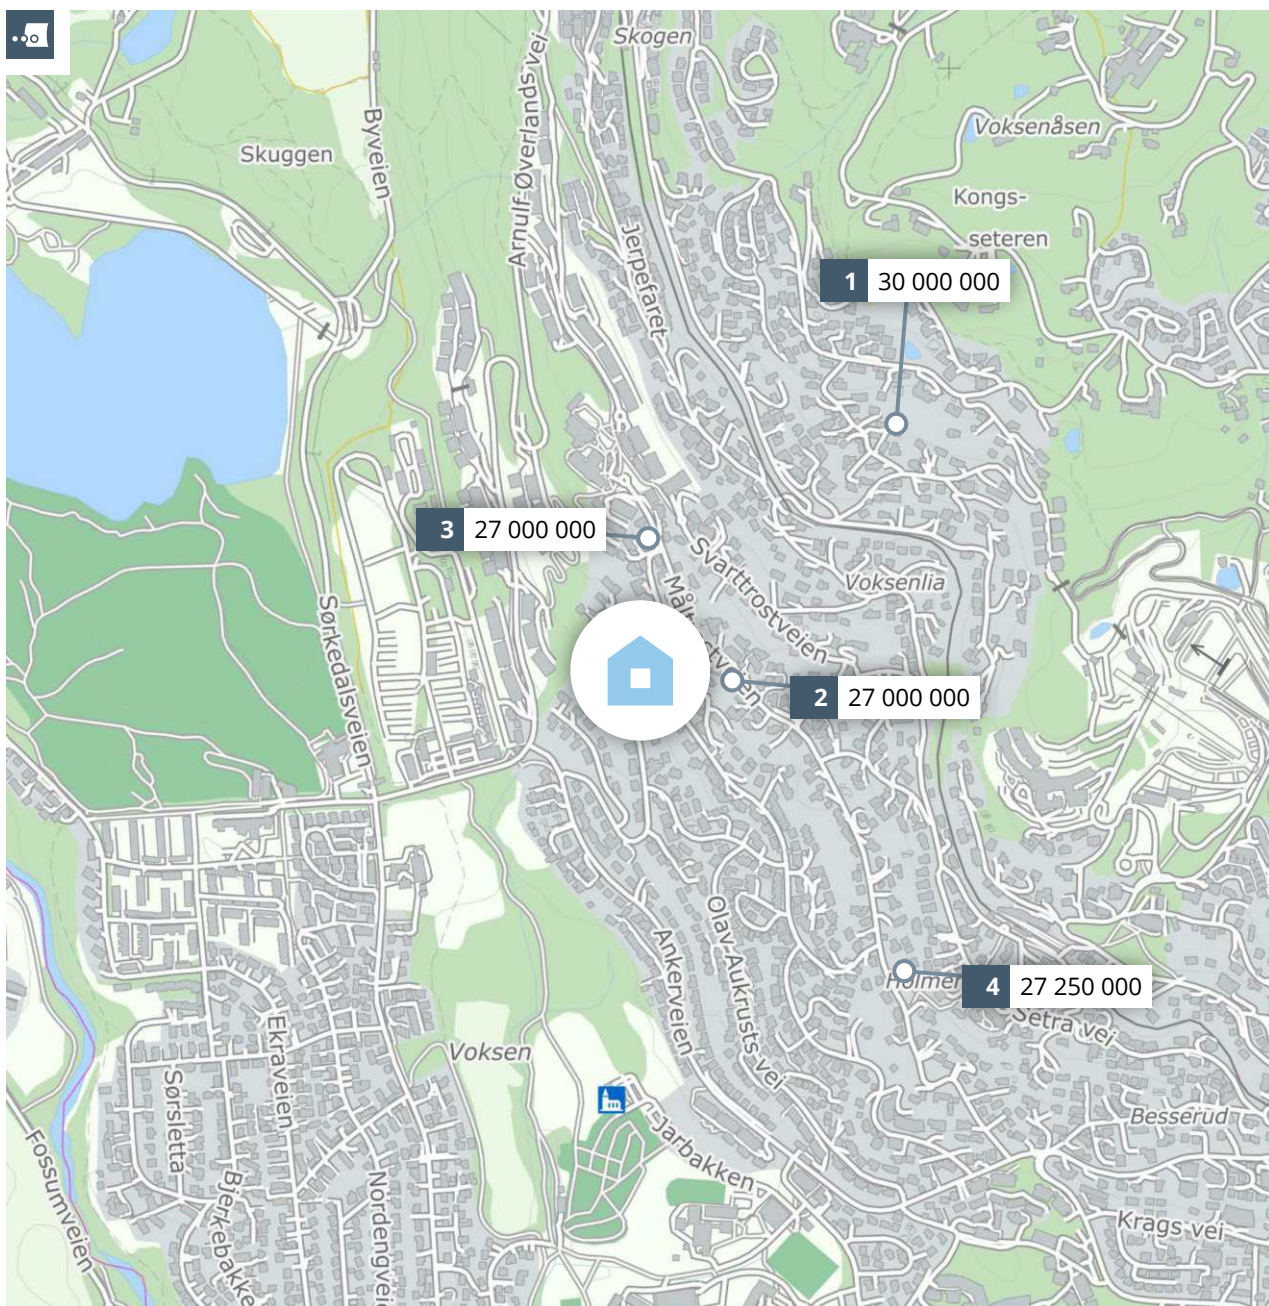 Skogen
Arnulf Øverlands vei
Byveien
Voksenåsen
Skuggen
Kongs-
seteren
Jerpefaret
1 30 000 000
3 27 000 000
Svarttrostveien
Voksenlia
Sørkedalsveien
2 27 000 000
Olav Aukrusts vei
Ankerveien
4 27 250 000
Setra vei
Ekraveien
Voksen
Sørsletta
Jarbakken
Besserud
Fossumveien
Krags vei